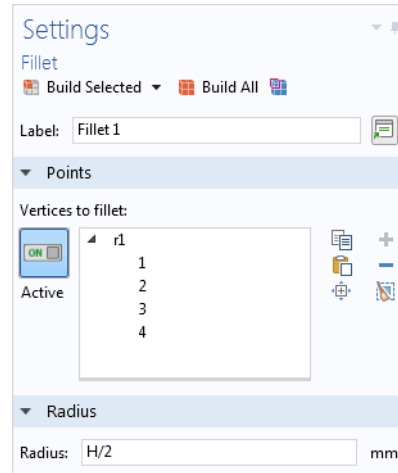 Settings
Fillet
Build Selected Build All
Label: Fillet 1
Points
Vertices to fillet:
ON
Active
r1
1
2
3
4
Radius
Radius: H/2 mm